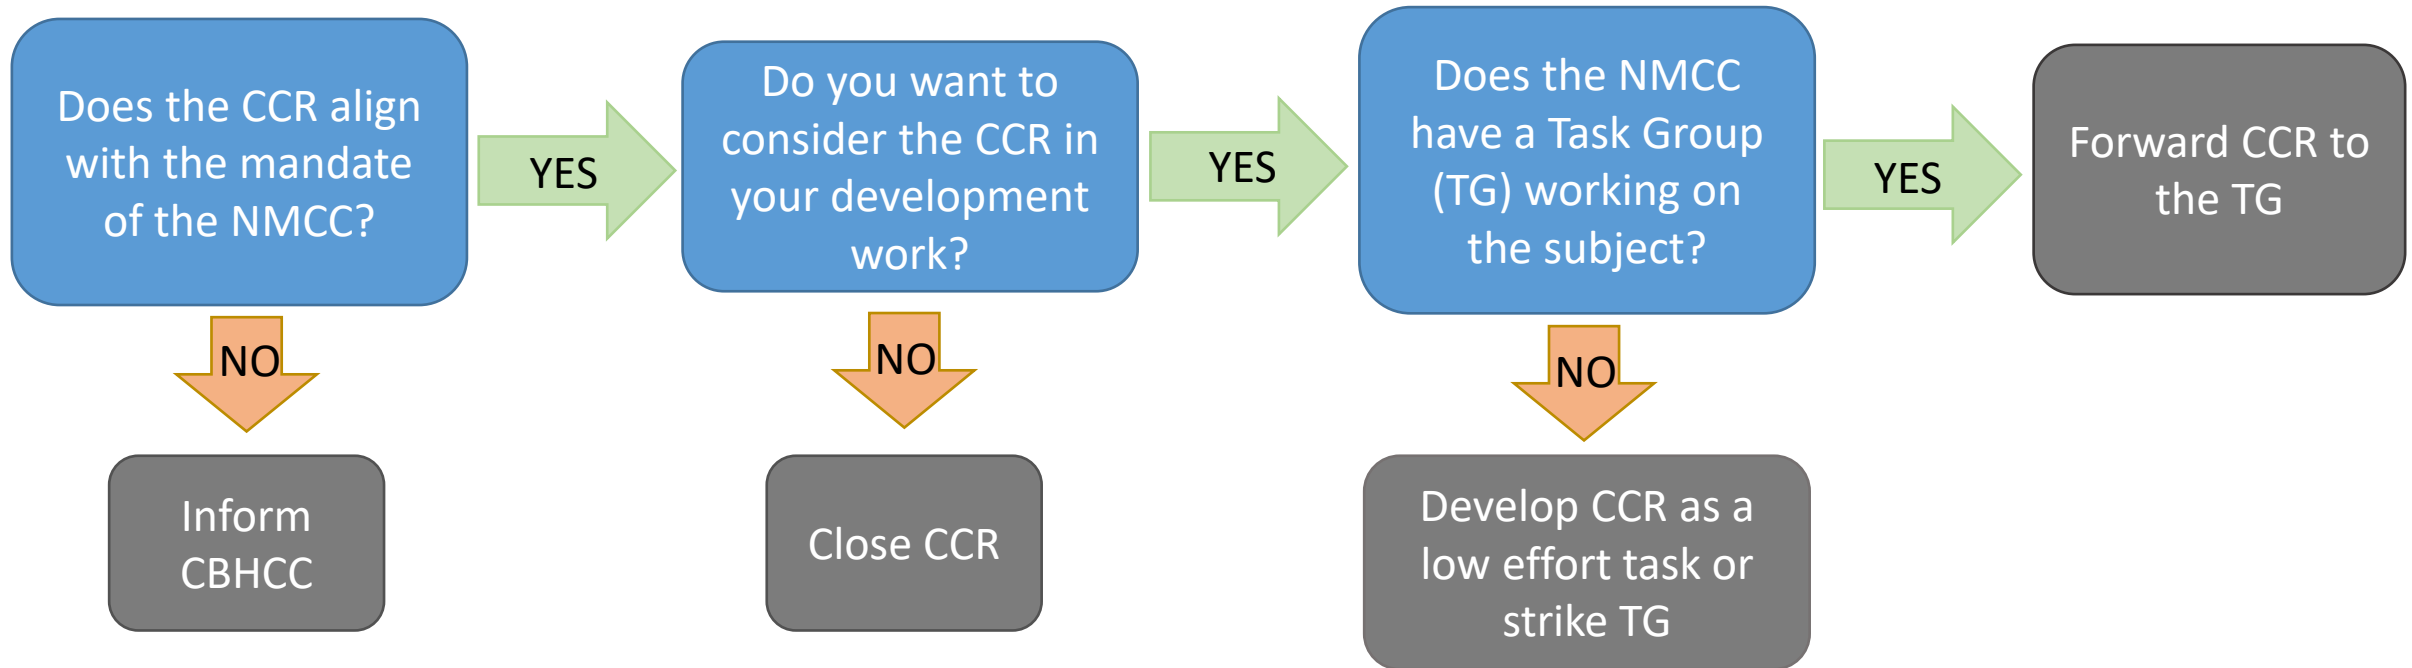 Does the CCR align
with the mandate
of the NMCC?
YES
Do you want to
consider the CCR in
your development
work?
YES
Does the NMCC
have a Task Group
(TG) working on
the subject?
YES
Forward CCR to
the TG
NO
Inform
CBHCC
NO
Close CCR
NO
Develop CCR as a
low effort task or
strike TG